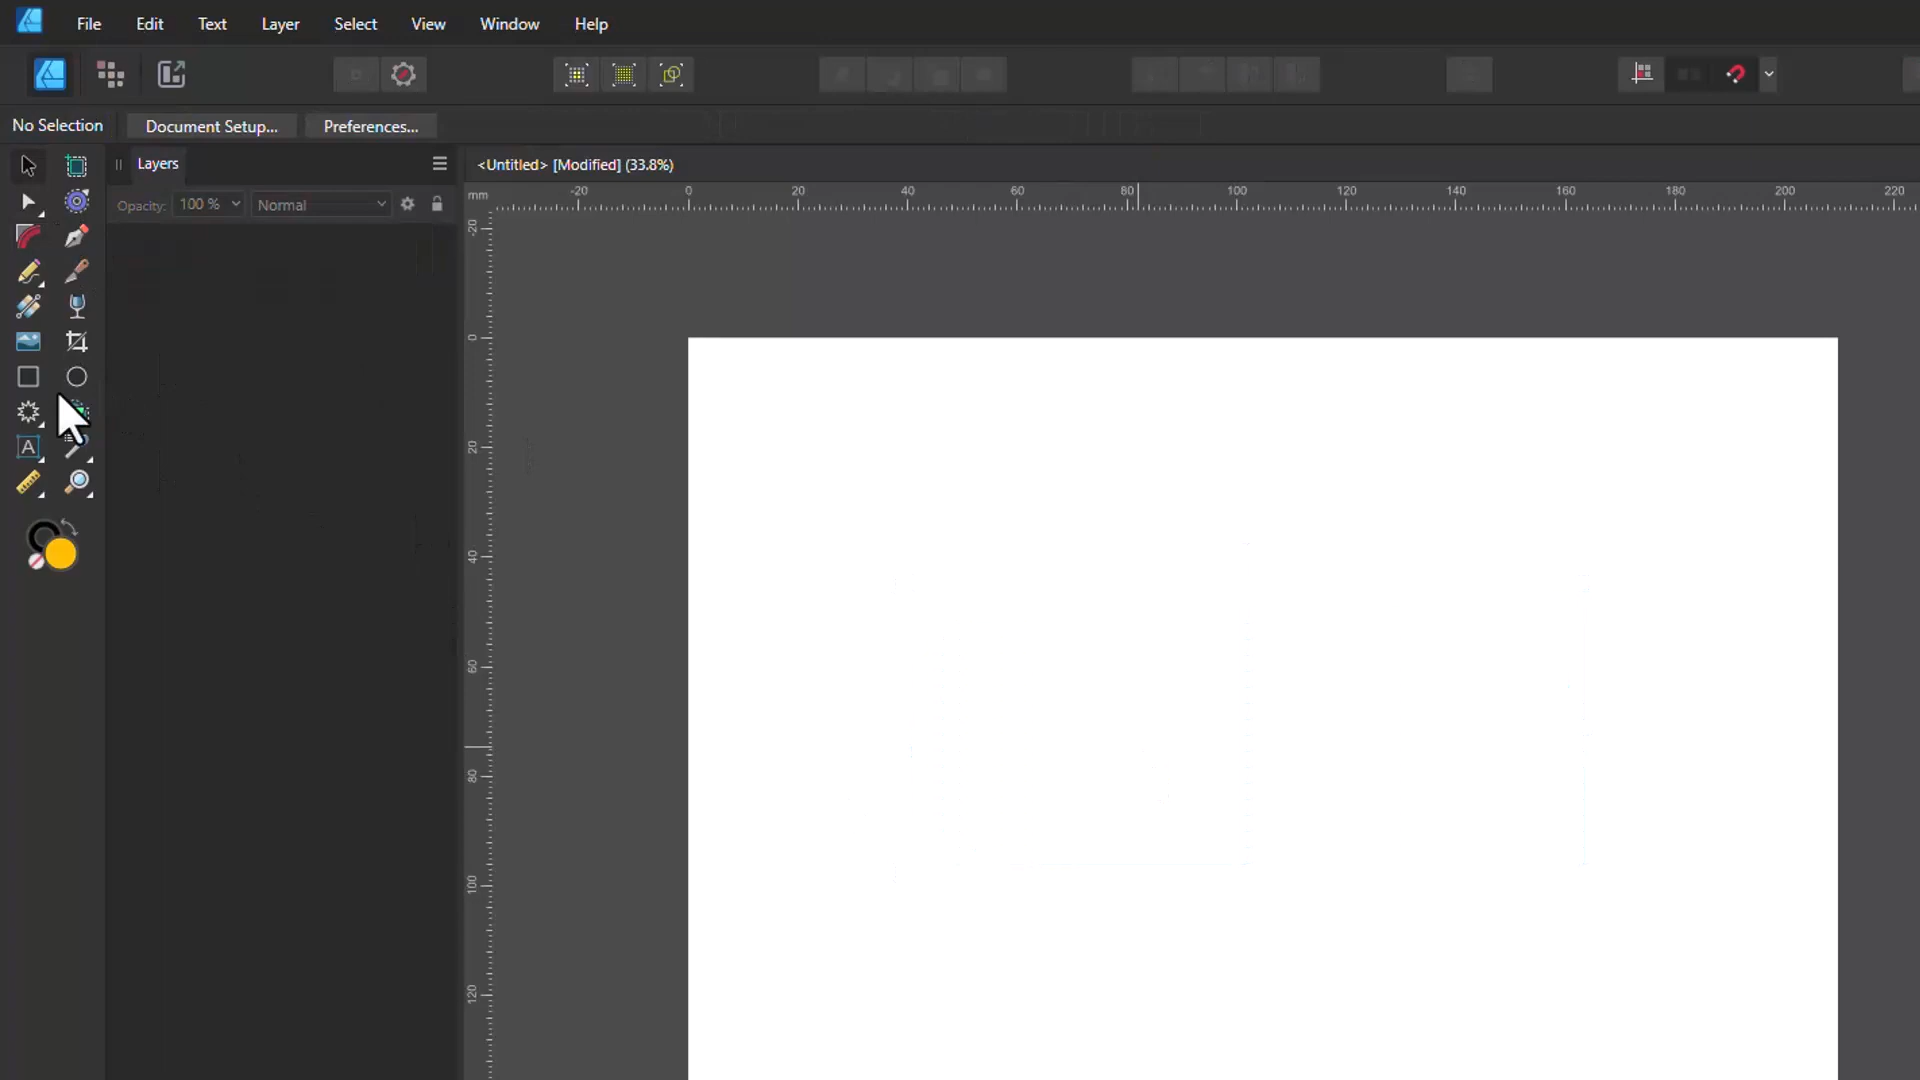 File Edit Text Layer Select View Window Help
No Selection Document Setup... Preferences...
Layers
<Untitled> [Modified] (33.8%)
mm -20 0 20 40 60 80 100 120 140 160 180 200 220
Opacity: 100 % Normal
-20
0
20
A
40
60
80
100
120